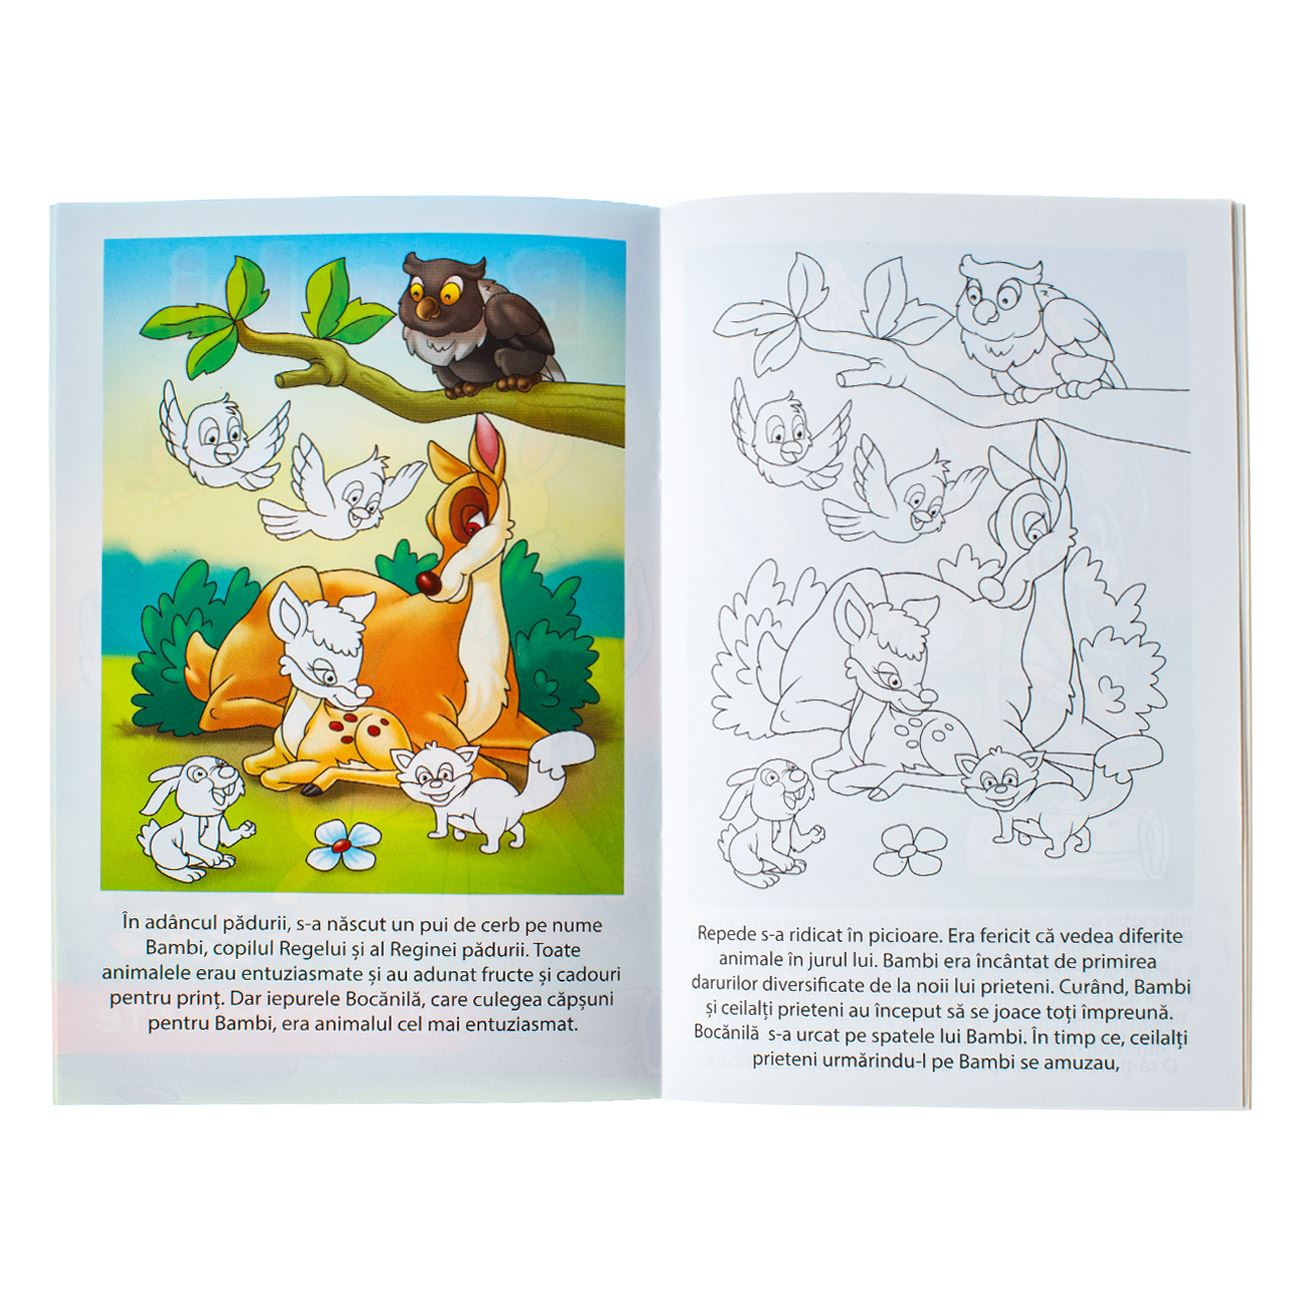 În adâncul pădurii, s-a născut un pui de cerb pe nume
Bambi, copilul Regelui și al Reginei pădurii. Toate
animalele erau entuziasmate și au adunat fructe și cadouri
pentru prinț. Dar iepurele Bocănilă, care culegea căpșuni
pentru Bambi, era animalul cel mai entuziasmat.
Repede s-a ridicat în picioare. Era fericit că vedea diferite
animale în jurul lui. Bambi era încântat de primirea
darurilor diversificate de la noii lui prieteni. Curând, Bambi
și ceilalți prieteni au început să se joace toți împreună.
Bocănilă s-a urcat pe spatele lui Bambi. În timp ce, ceilalți
prieteni urmărindu-l pe Bambi se amuzau,